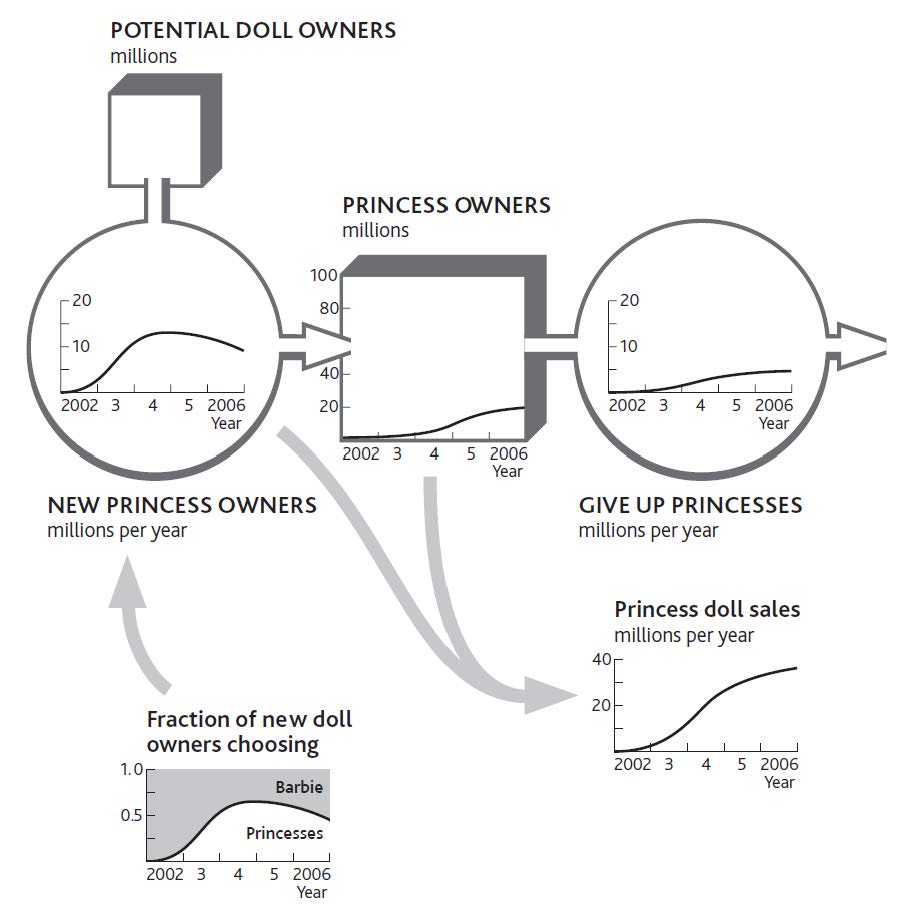 POTENTIAL DOLL OWNERS
millions
PRINCESS OWNERS
millions
100
80
40
20
2002 3 4 5 2006
Year
20
10
2002 3 4 5 2006
Year
NEW PRINCESS OWNERS
millions per year
20
10
2002 3 4 5 2006
Year
GIVE UP PRINCESSES
millions per year
Princess doll sales
millions per year
40
20
2002 3 4 5 2006
Year
Fraction of new doll
owners choosing
1.0
0.5
Barbie
Princesses
2002 3 4 5 2006
Year